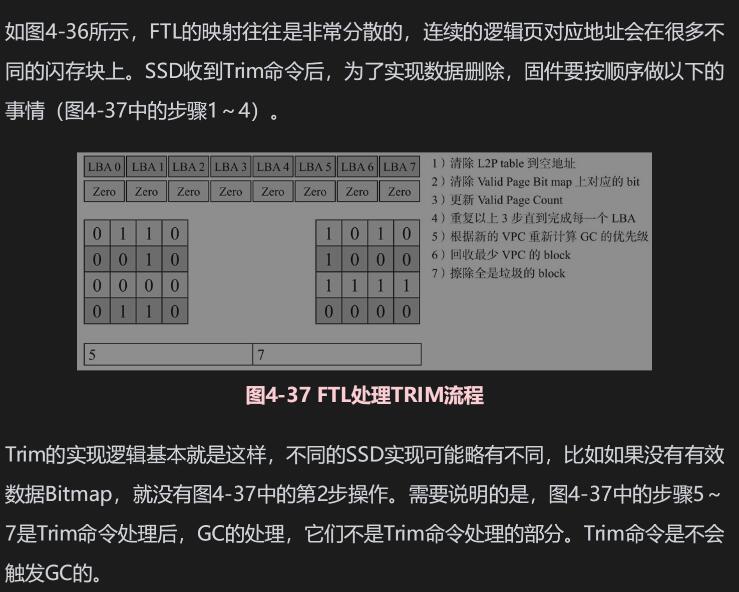 如图4-36所示，FTL的映射往往是非常分散的，连续的逻辑页对应地址会在很多不
同的闪存块上。SSD收到Trim命令后，为了实现数据删除，固件要按顺序做以下的
事情（图4-37中的步骤1～4）。
LBA 0 LBA 1 LBA 2 LBA 3 LBA 4 LBA 5 LBA 6 LBA 7
Zero Zero Zero Zero Zero Zero Zero Zero
0 1 1 0 1 0 1 0
0 0 1 0 1 0 0 0
0 0 0 0 1 1 1 1
0 1 1 0 0 0 0 0
5 7
1）清除 L2P table 到空地址
2）清除 Valid Page Bit map 上对应的 bit
3）更新 Valid Page Count
4）重复以上 3 步直到完成每一个 LBA
5）根据新的 VPC 重新计算 GC 的优先级
6）回收最少 VPC 的 block
7）擦除全是垃圾的 block
图4-37 FTL处理TRIM流程
Trim的实现逻辑基本就是这样，不同的SSD实现可能略有不同，比如如果没有有效
数据Bitmap，就没有图4-37中的第2步操作。需要说明的是，图4-37中的步骤5～
7是Trim命令处理后，GC的处理，它们不是Trim命令处理的部分。Trim命令是不会
触发GC的。